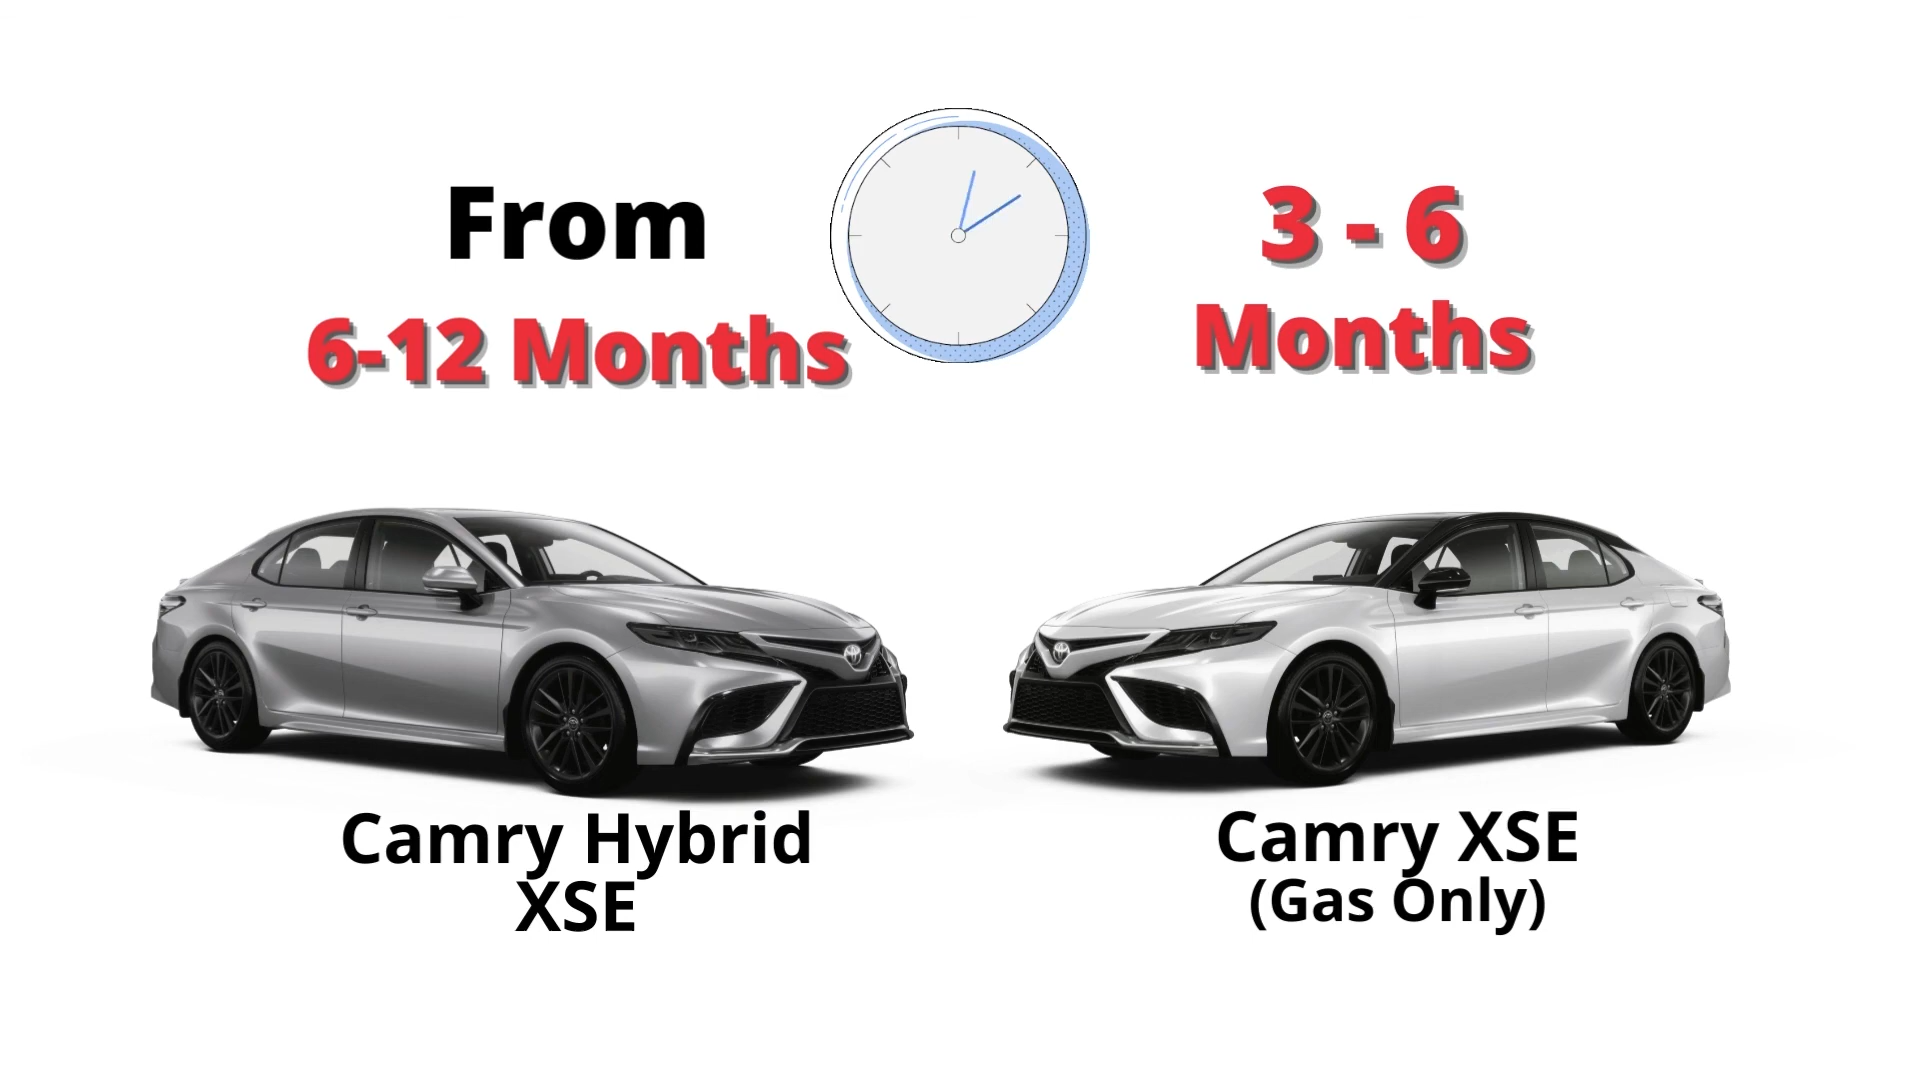 From
6-12 Months
3 - 6
Months
Camry Hybrid
XSE
Camry XSE
(Gas Only)